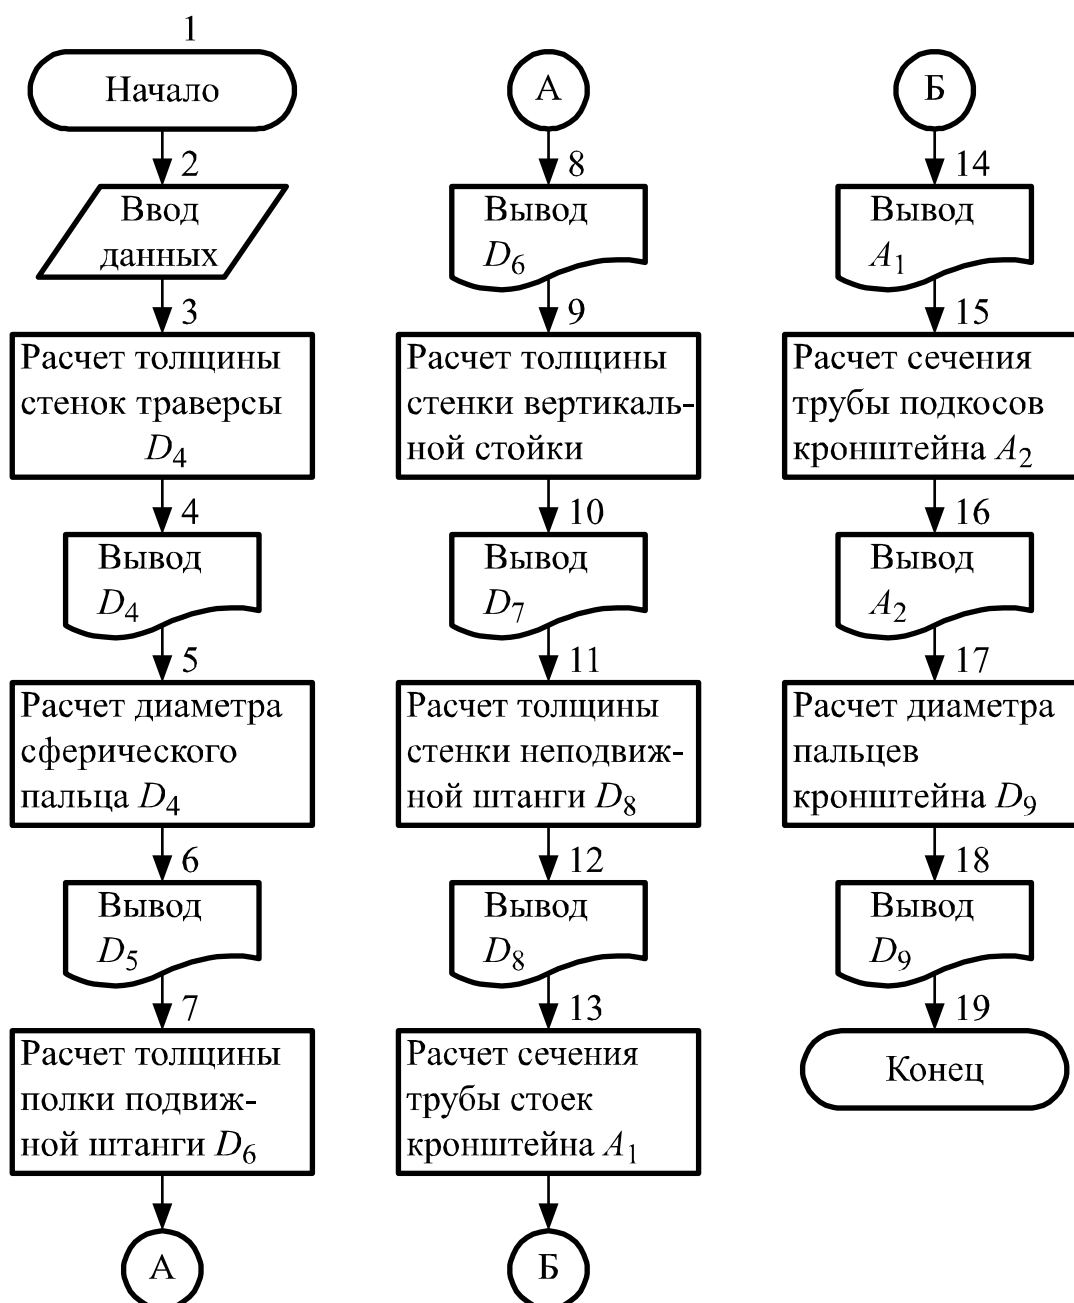 1
Начало
2
Ввод
данных
3
Расчет толщины
стенок траверсы
D₄
4
Вывод
D₄
5
Расчет диаметра
сферического
пальца D₄
6
Вывод
D₅
7
Расчет толщины
полки подвиж-
ной штанги D₆
А
А
8
Вывод
D₆
9
Расчет толщины
стенки вертикаль-
ной стойки
10
Вывод
D₇
11
Расчет толщины
стенки неподвиж-
ной штанги D₈
12
Вывод
D₈
13
Расчет сечения
трубы стоек
кронштейна A₁
Б
Б
14
Вывод
A₁
15
Расчет сечения
трубы подкосов
кронштейна A₂
16
Вывод
A₂
17
Расчет диаметра
пальцев
кронштейна D₉
18
Вывод
D₉
19
Конец